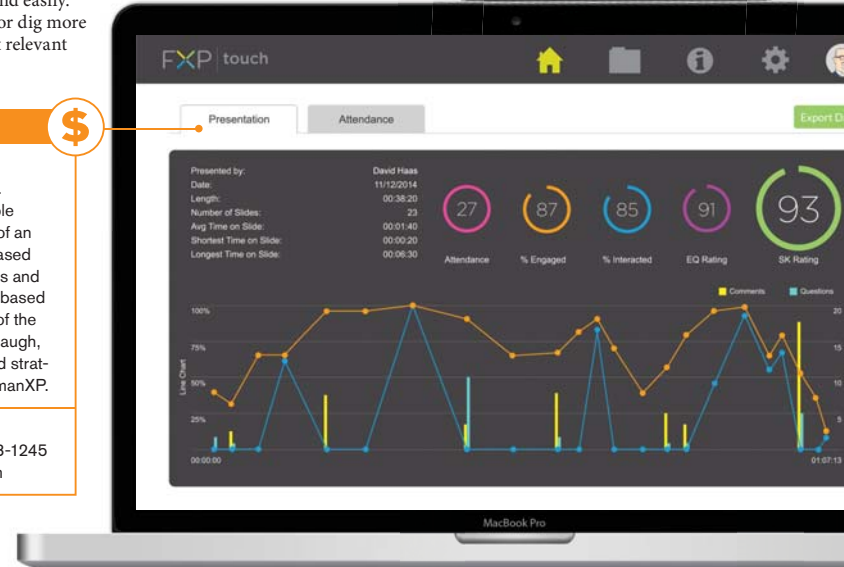 nd easily.
or dig more
relevant
$
ple
of an
ased
s and
based
of the
augh,
d strat-
manXP.
3-1245
FXP touch
Presentation
Attendance
Export D
Presented by: David Haas
Date: 11/12/2014
Length: 00:38:20
Number of Slides: 23
Avg Time on Slide: 00:01:40
Shortest Time on Slide: 00:00:20
Longest Time on Slide: 00:06:30
27
87
85
91
93
Attendance
% Engaged
% Interacted
EQ Rating
SK Rating
Comments
Questions
100%
75%
50%
25%
Line Chart
20
15
10
5
00:00:00
01:07:13
MacBook Pro